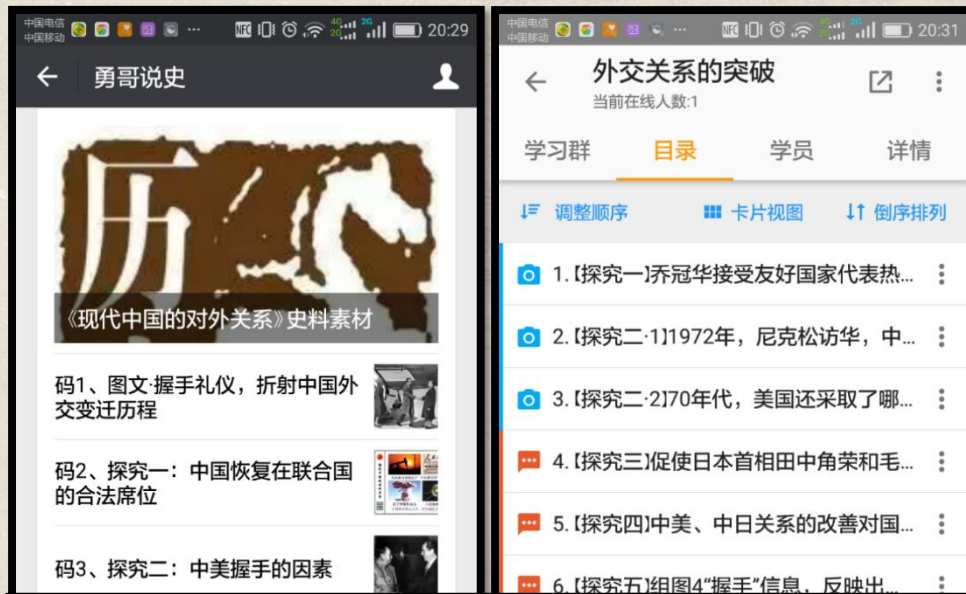 中国电信
中国移动
NFC
4G
2G
20:29
勇哥说史
历史
《现代中国的对外关系》史料素材
码1、图文·握手礼仪，折射中国外
交变迁历程
码2、探究一：中国恢复在联合国
的合法席位
码3、探究二：中美握手的因素
中国电信
中国移动
NFC
4G
2G
20:31
外交关系的突破
当前在线人数:1
学习群
目录
学员
详情
调整顺序
卡片视图
倒序排列
1.【探究一】乔冠华接受友好国家代表热...
2.【探究二·1】1972年，尼克松访华，中...
3.【探究二·2】70年代，美国还采取了哪...
4.【探究三】促使日本首相田中角荣和毛...
5.【探究四】中美、中日关系的改善对国...
6.【探究五】组图4“握手”信息，反映出...